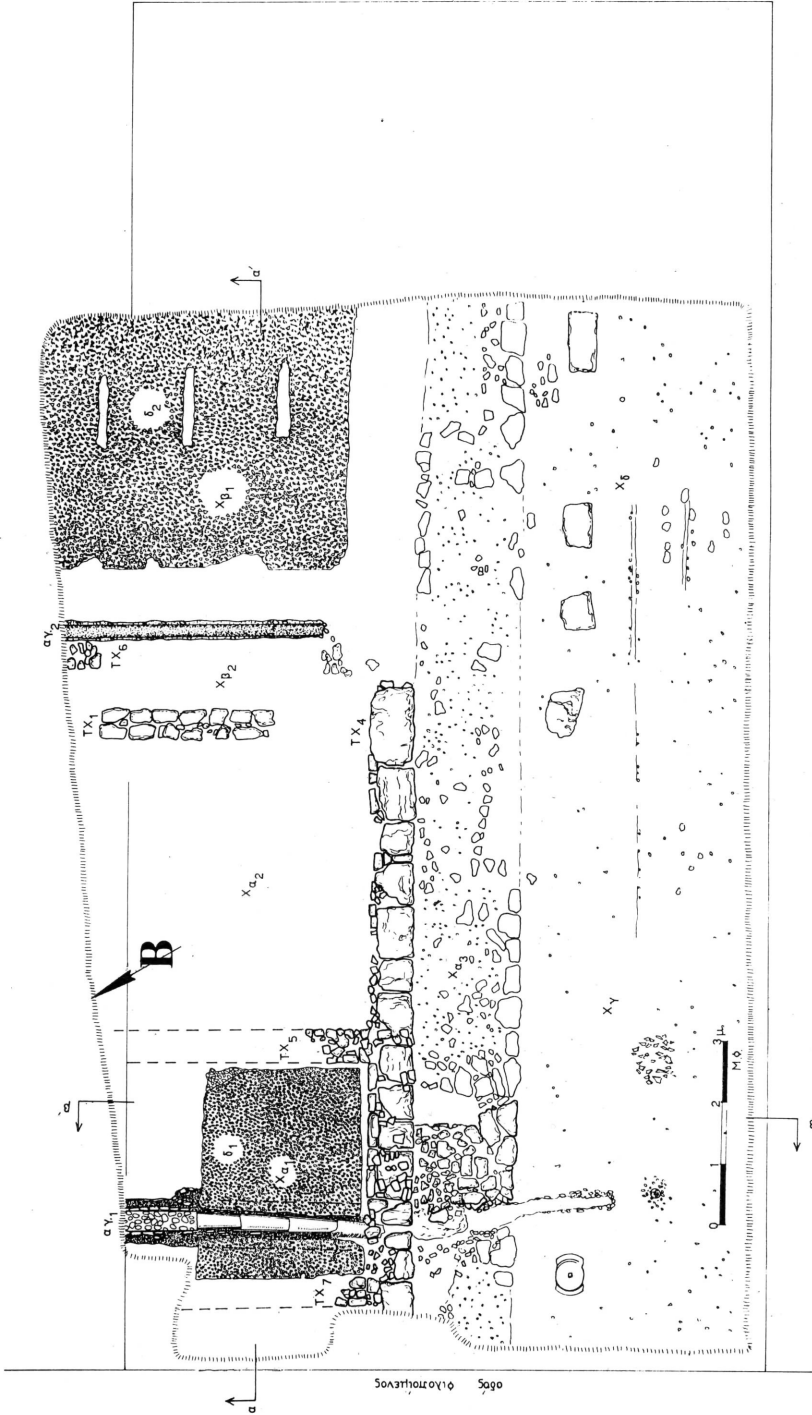 α'
δ₂
Χβ₁
αγ₂
ΤΧ₆
Χβ₂
ΤΧ₁
ΤΧ₄
Χδ
Χα₂
Β
Χα₃
Χγ
ΤΧ₅
β'
δ₁
Χα₁
αγ₁
ΤΧ₇
0 1 2 3 μ.
ΜΦ
α
οδός φιλοποίμενος